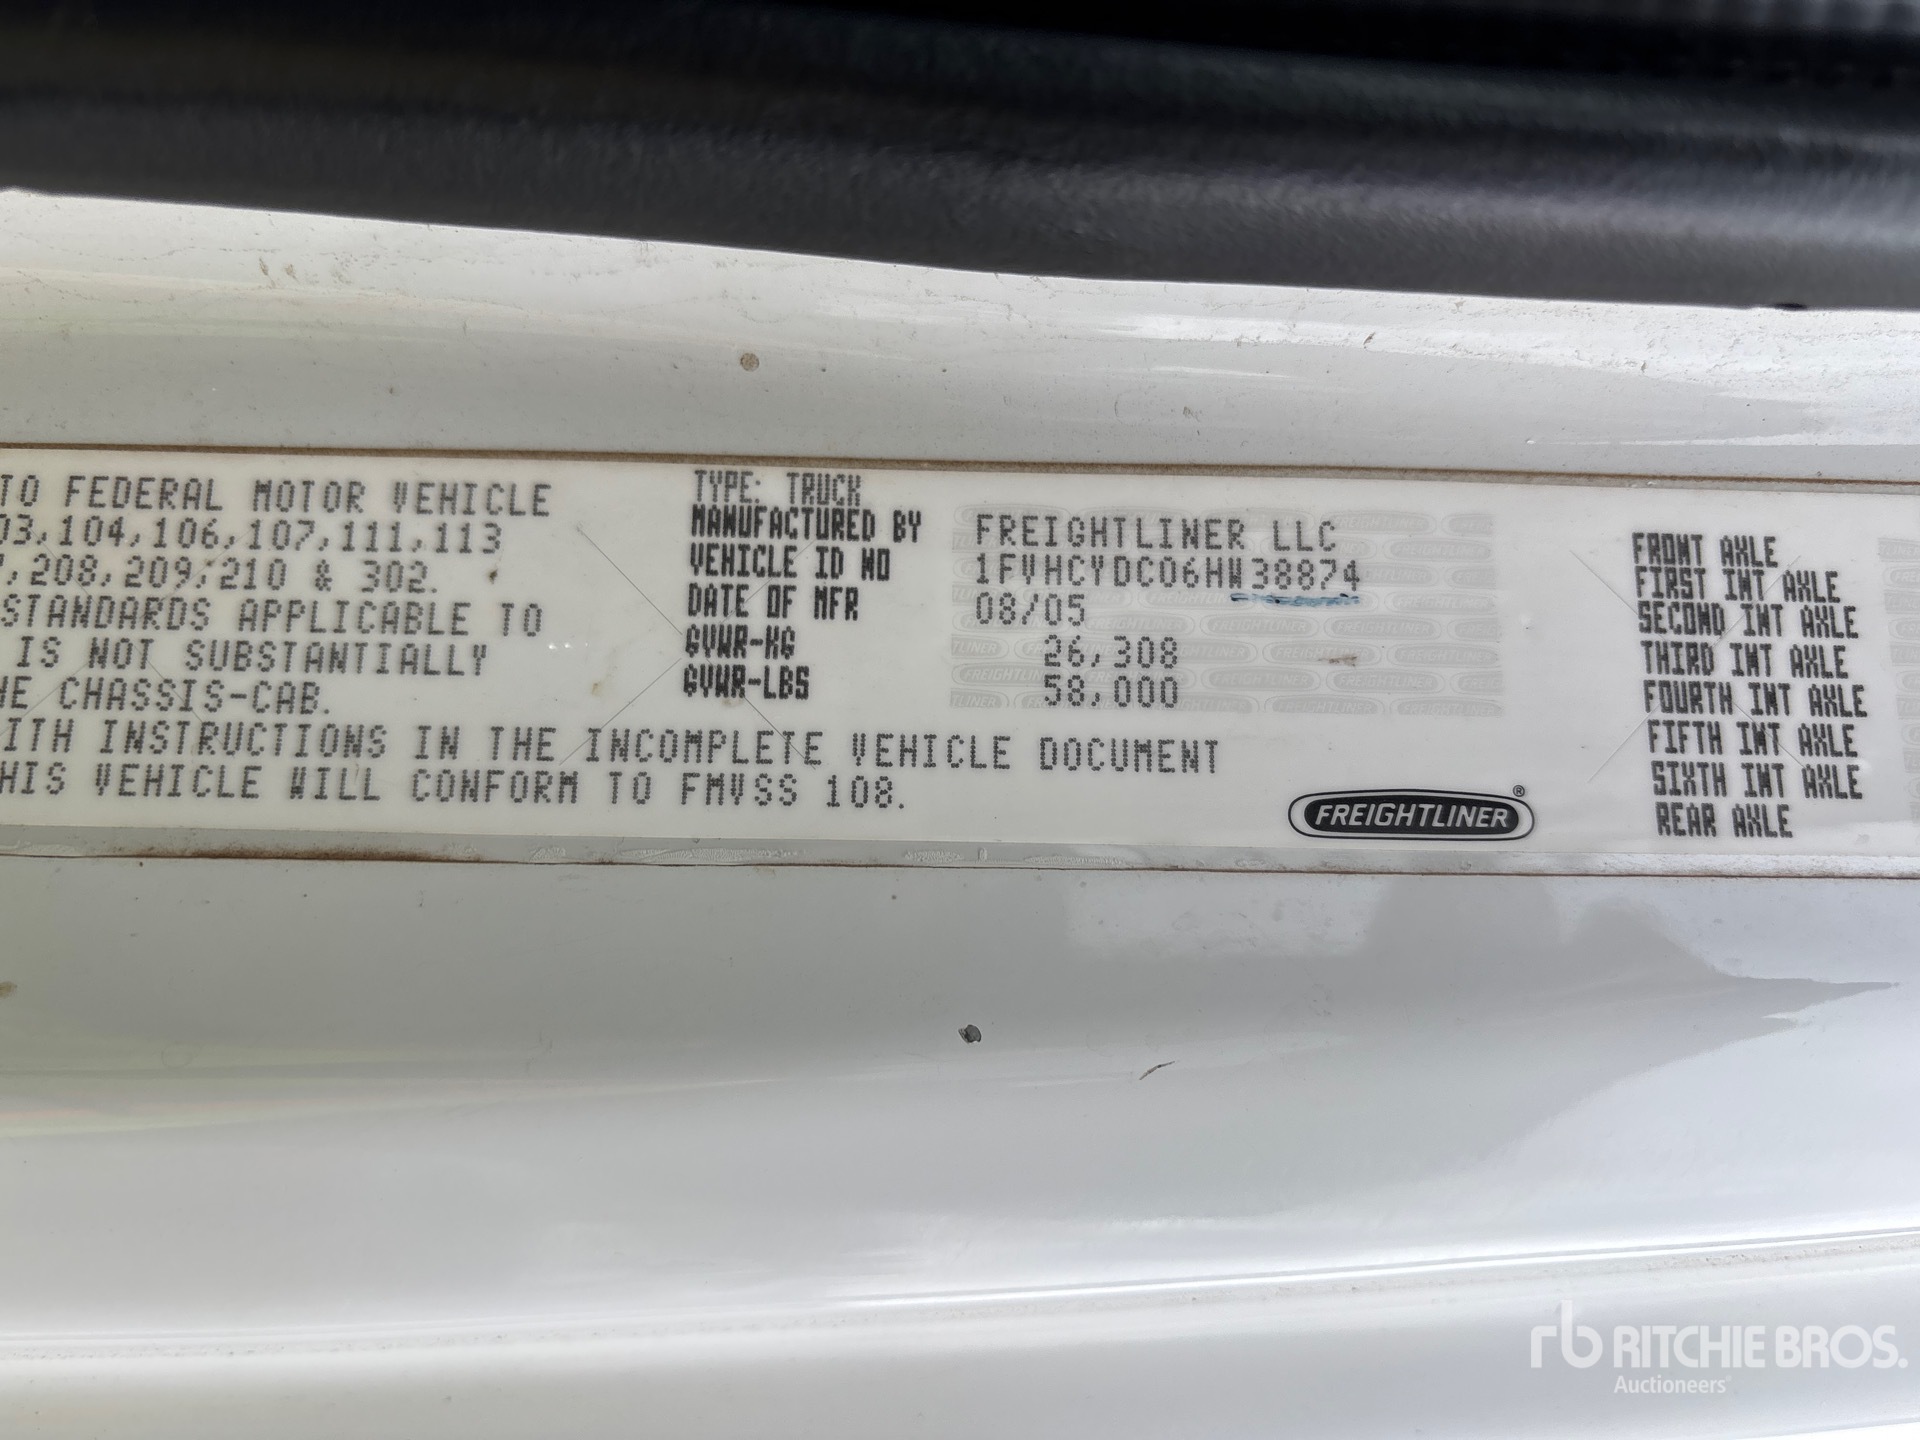 TO FEDERAL MOTOR VEHICLE
03,104,106,107,111,113
,208,209,210 & 302.
STANDARDS APPLICABLE TO
IS NOT SUBSTANTIALLY
HE CHASSIS-CAB.
ITH INSTRUCTIONS IN THE INCOMPLETE VEHICLE DOCUMENT
HIS VEHICLE WILL CONFORM TO FMVSS 108.
TYPE: TRUCK
MANUFACTURED BY FREIGHTLINER LLC
VEHICLE ID NO 1FVHCYDC06HW38874
DATE OF MFR 08/05
GVWR-KG 26,308
GVWR-LBS 58,000
FREIGHTLINER®
FRONT AXLE
FIRST INT AXLE
SECOND INT AXLE
THIRD INT AXLE
FOURTH INT AXLE
FIFTH INT AXLE
SIXTH INT AXLE
REAR AXLE
rb RITCHIE BROS.
Auctioneers